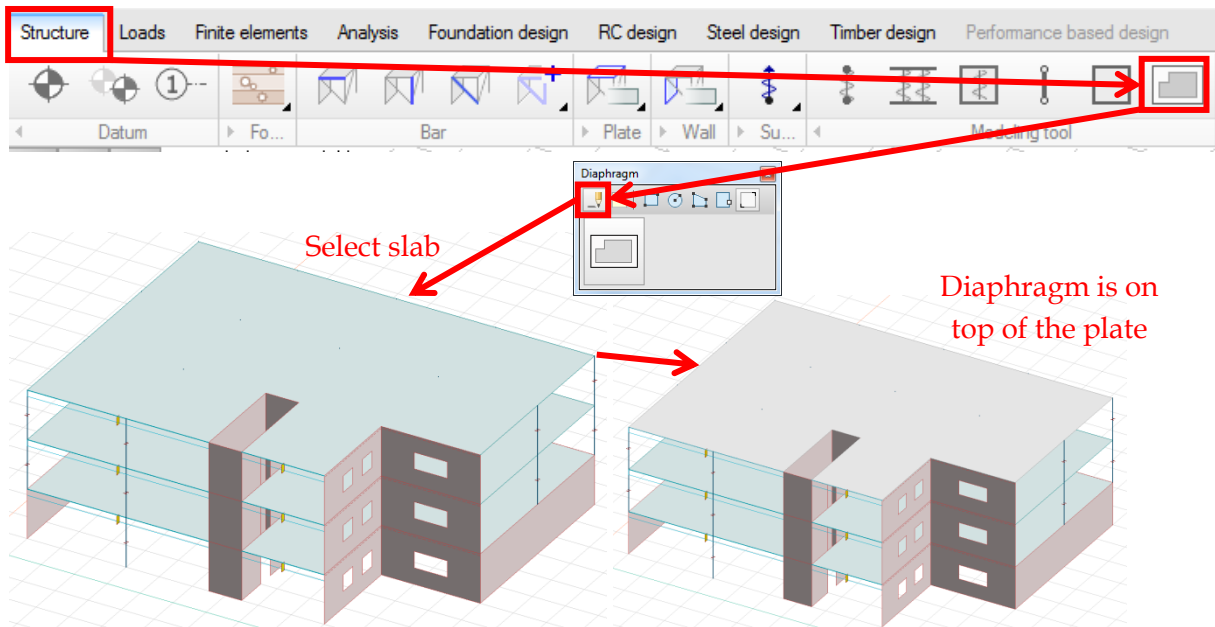 Structure Loads Finite elements Analysis Foundation design RC design Steel design Timber design Performance based design
1
Datum Fo... Bar Plate Wall Su... Modeling tool
Diaphragm
Select slab
Diaphragm is on
top of the plate